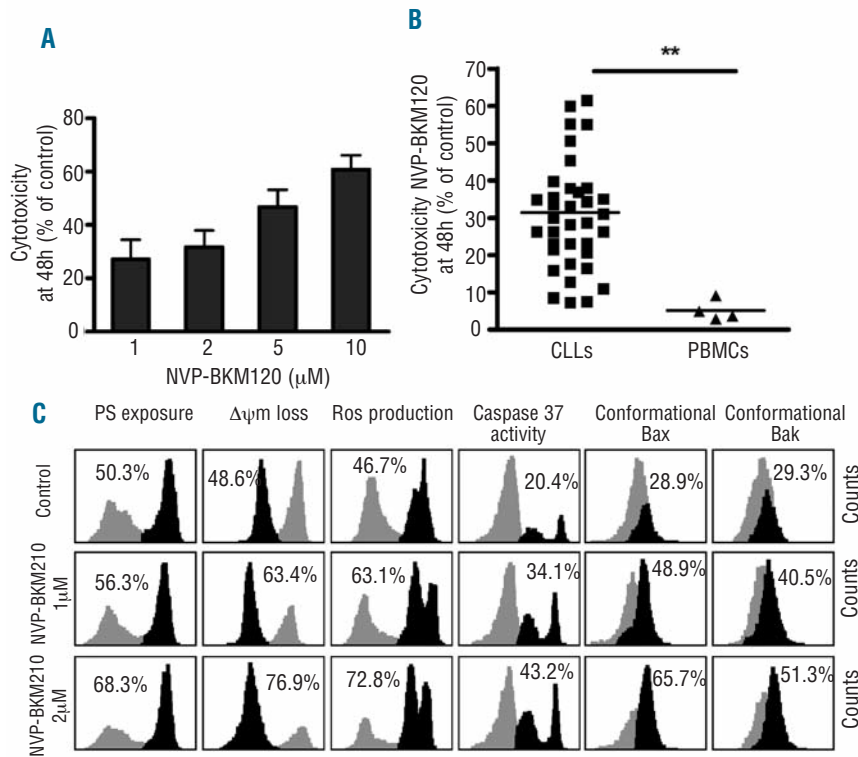 A
Cytotoxicity
at 48h (% of control)
80
60
40
20
0
1 2 5 10
NVP-BKM120 (μM)
B
**
Cytotoxicity NVP-BKM120
at 48h (% of control)
70
60
50
40
30
20
10
0
CLLs PBMCs
C
PS exposure Δψm loss Ros production Caspase 37 activity Conformational Bax Conformational Bak
Control
50.3% 48.6% 46.7% 20.4% 28.9% 29.3%
Counts
NVP-BKM210
1μM
56.3% 63.4% 63.1% 34.1% 48.9% 40.5%
Counts
NVP-BKM210
2μM
68.3% 76.9% 72.8% 43.2% 65.7% 51.3%
Counts